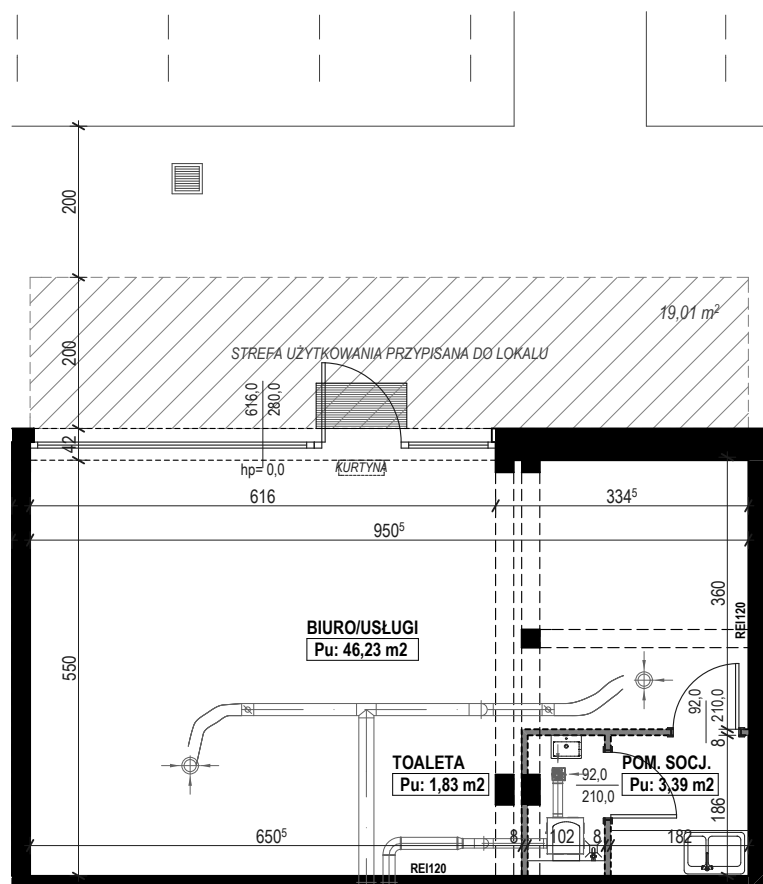 200
19,01 m²
STREFA UŻYTKOWANIA PRZYPISANA DO LOKALU
200
616,0
280,0
42
hp= 0,0
KURTYNA
616
334⁵
950⁵
360
REI120
550
BIURO/USŁUGI
Pu: 46,23 m2
92,0
210,0
8
TOALETA
Pu: 1,83 m2
92,0
210,0
POM. SOCJ.
Pu: 3,39 m2
186
650⁵
8
102
8
182
REI120